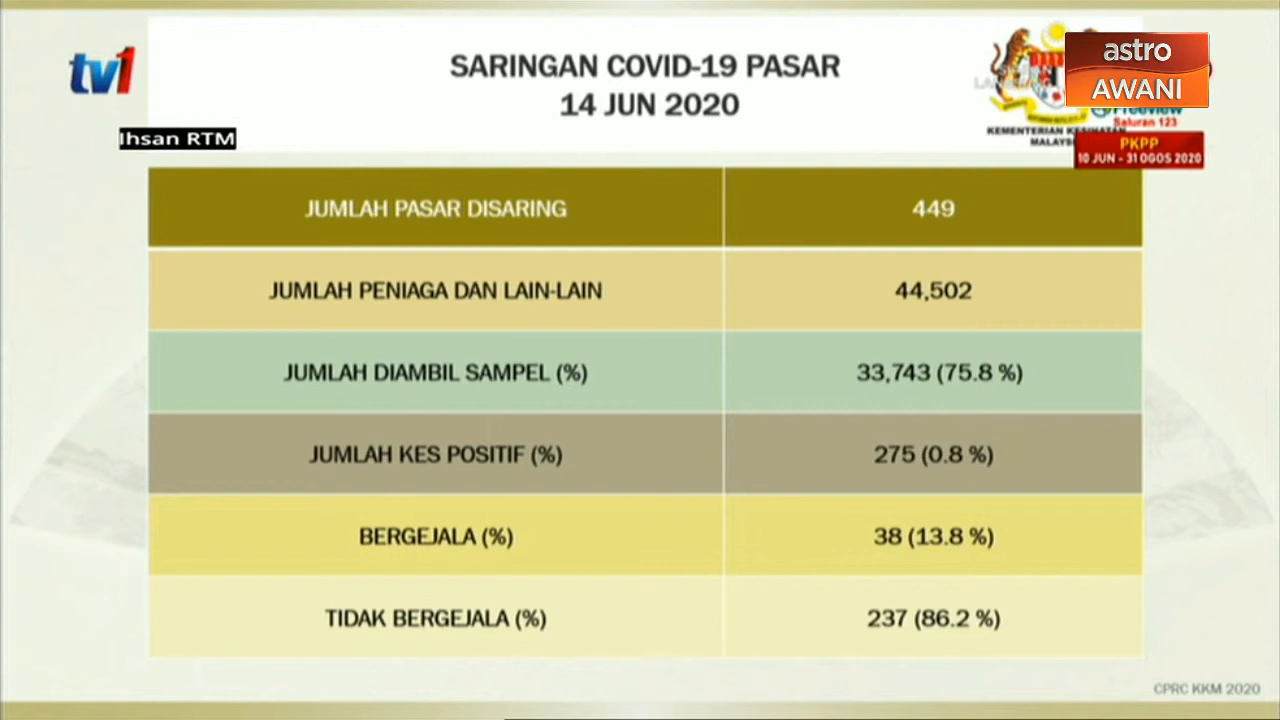 tv1
Ihsan RTM
SARINGAN COVID-19 PASAR
14 JUN 2020
astro
AWANI
Freeview
Saluran 123
KEMENTERIAN KESIHATAN
MALAYS
PKPP
10 JUN - 31 OGOS 2020
JUMLAH PASAR DISARING 449
JUMLAH PENIAGA DAN LAIN-LAIN 44,502
JUMLAH DIAMBIL SAMPEL (%) 33,743 (75.8 %)
JUMLAH KES POSITIF (%) 275 (0.8 %)
BERGEJALA (%) 38 (13.8 %)
TIDAK BERGEJALA (%) 237 (86.2 %)
CPRC KKM 2020